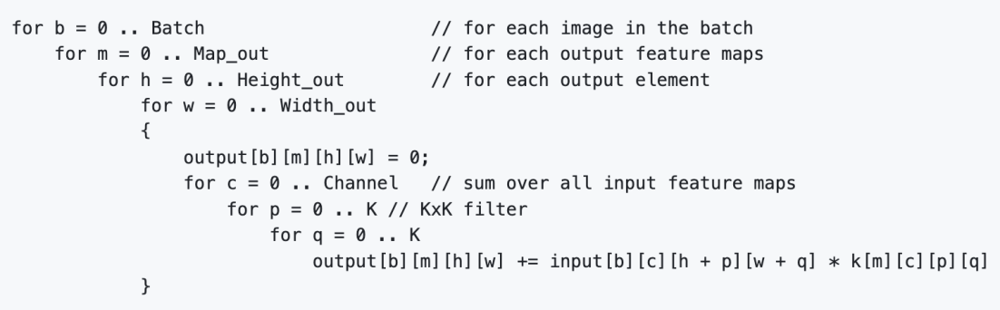 for b = 0 .. Batch                     // for each image in the batch
    for m = 0 .. Map_out               // for each output feature maps
        for h = 0 .. Height_out        // for each output element
            for w = 0 .. Width_out
            {
                output[b][m][h][w] = 0;
                for c = 0 .. Channel   // sum over all input feature maps
                    for p = 0 .. K // KxK filter
                        for q = 0 .. K
                            output[b][m][h][w] += input[b][c][h + p][w + q] * k[m][c][p][q]
            }